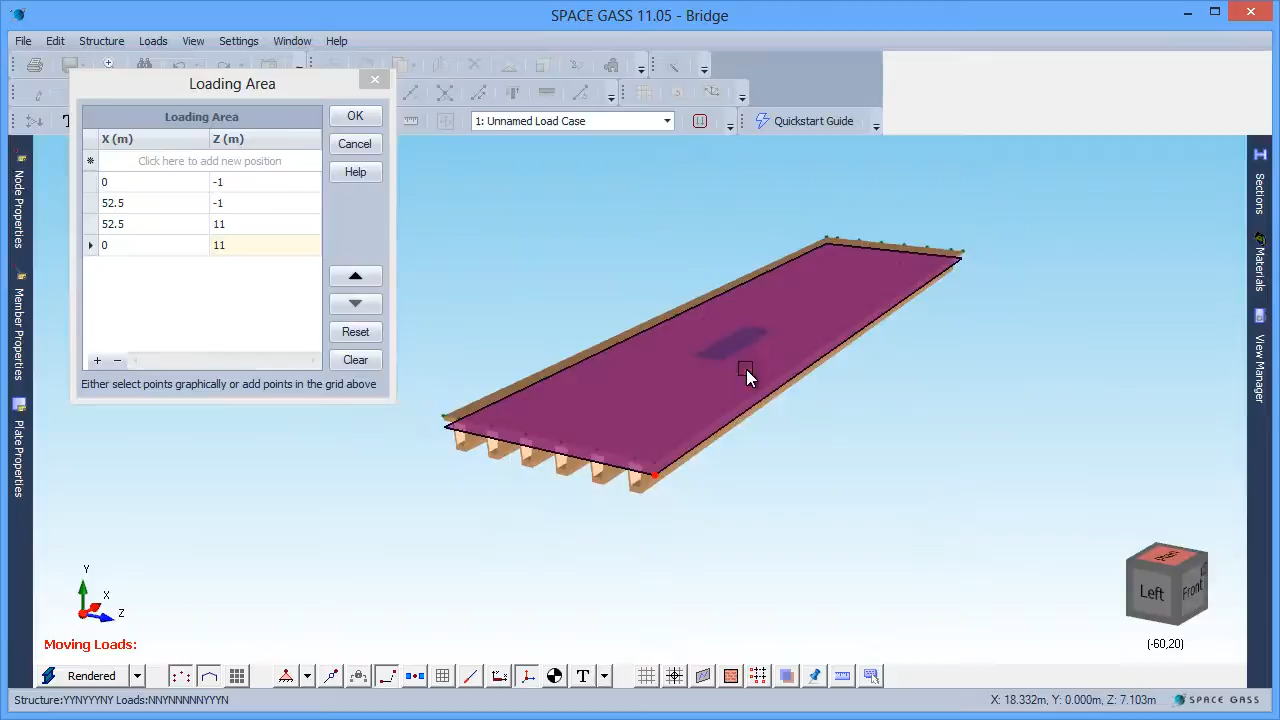 SPACE GASS 11.05 - Bridge
File Edit Structure Loads View Settings Window Help
Loading Area
Loading Area
X (m) Z (m)
Click here to add new position
0 -1
52.5 -1
52.5 11
0 11
Either select points graphically or add points in the grid above
OK
Cancel
Help
Reset
Clear
1: Unnamed Load Case
Quickstart Guide
Node Properties
Member Properties
Plate Properties
Sections
Materials
View Manager
Y
X
Z
Moving Loads:
Plan
Left
Front
(-60,20)
Rendered
T
Structure:YYNYYYNY Loads:NNYNNNNNYYYN
X: 18.332m, Y: 0.000m, Z: 7.103m
SPACE GASS